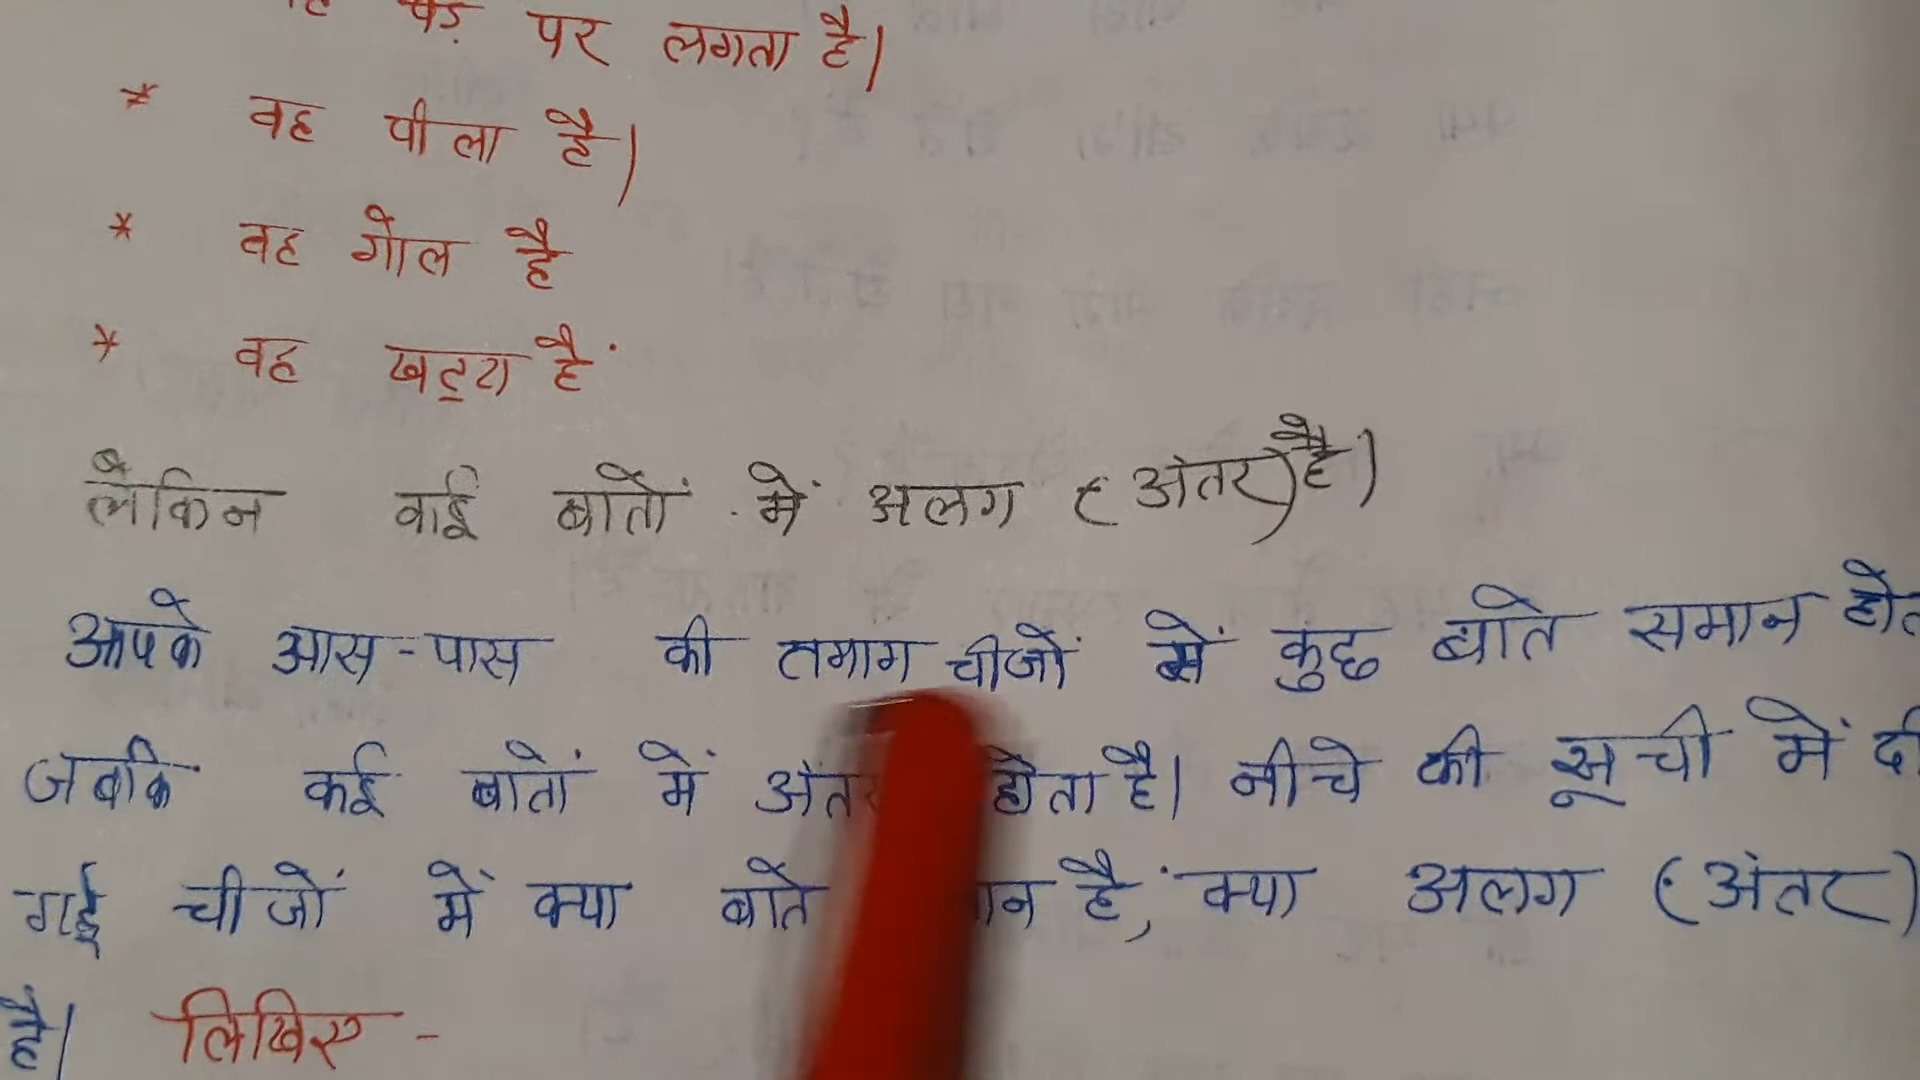 पर लगता है।
* वह पीला है।
* वह गोल है
* वह खट्टा है
लेकिन कई बातों में अलग (अंतर) है।
आपके आस-पास की तमाम चीजों में कुछ बाते समान
जबकि कई बातों में होता है। नीचे की सूची में दी
गई चीजों में क्या बाते है, क्या अलग (अंतर)
है। लिखिए -